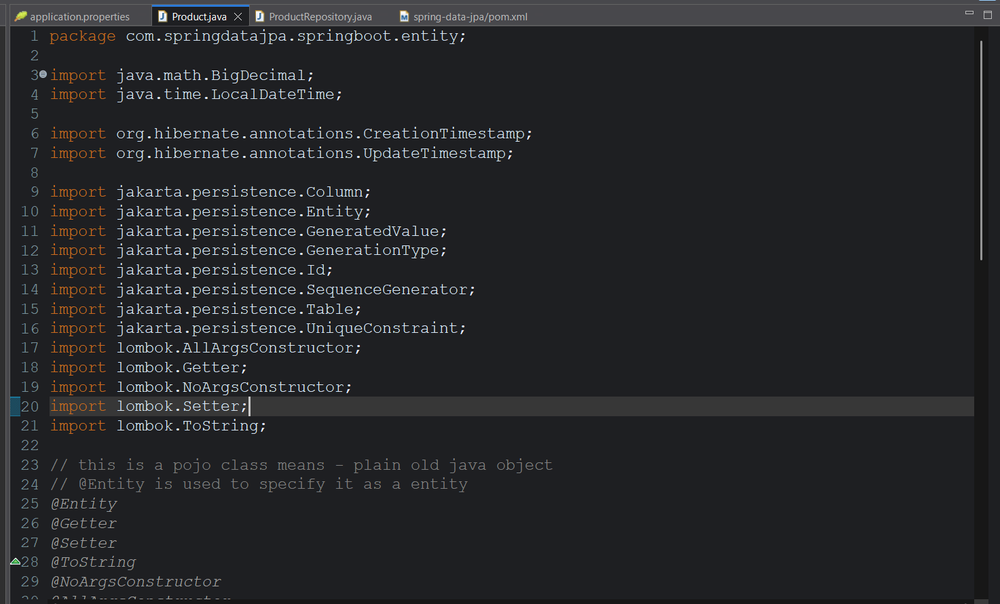 application.properties
Product.java
ProductRepository.java
spring-data-jpa/pom.xml
1 package com.springdatajpa.springboot.entity;
2
3 import java.math.BigDecimal;
4 import java.time.LocalDateTime;
5
6 import org.hibernate.annotations.CreationTimestamp;
7 import org.hibernate.annotations.UpdateTimestamp;
8
9 import jakarta.persistence.Column;
10 import jakarta.persistence.Entity;
11 import jakarta.persistence.GeneratedValue;
12 import jakarta.persistence.GenerationType;
13 import jakarta.persistence.Id;
14 import jakarta.persistence.SequenceGenerator;
15 import jakarta.persistence.Table;
16 import jakarta.persistence.UniqueConstraint;
17 import lombok.AllArgsConstructor;
18 import lombok.Getter;
19 import lombok.NoArgsConstructor;
20 import lombok.Setter;
21 import lombok.ToString;
22
23 // this is a pojo class means - plain old java object
24 // @Entity is used to specify it as a entity
25 @Entity
26 @Getter
27 @Setter
28 @ToString
29 @NoArgsConstructor
30 @AllArgsConstructor